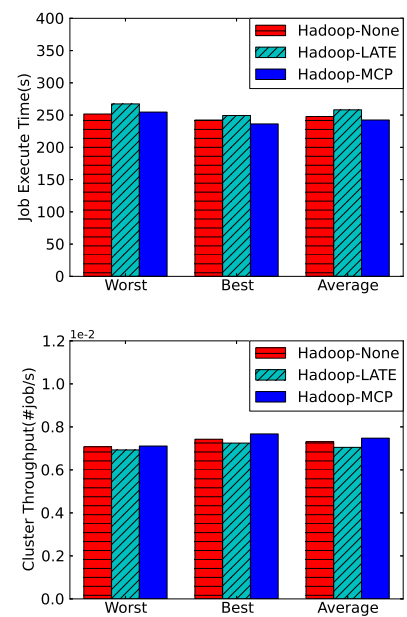 400
350
300
250
200
150
100
50
0
Job Execute Time(s)
Hadoop-None
Hadoop-LATE
Hadoop-MCP
Worst Best Average
1e-2
1.2
1.0
0.8
0.6
0.4
0.2
0.0
Cluster Throughput(#job/s)
Hadoop-None
Hadoop-LATE
Hadoop-MCP
Worst Best Average